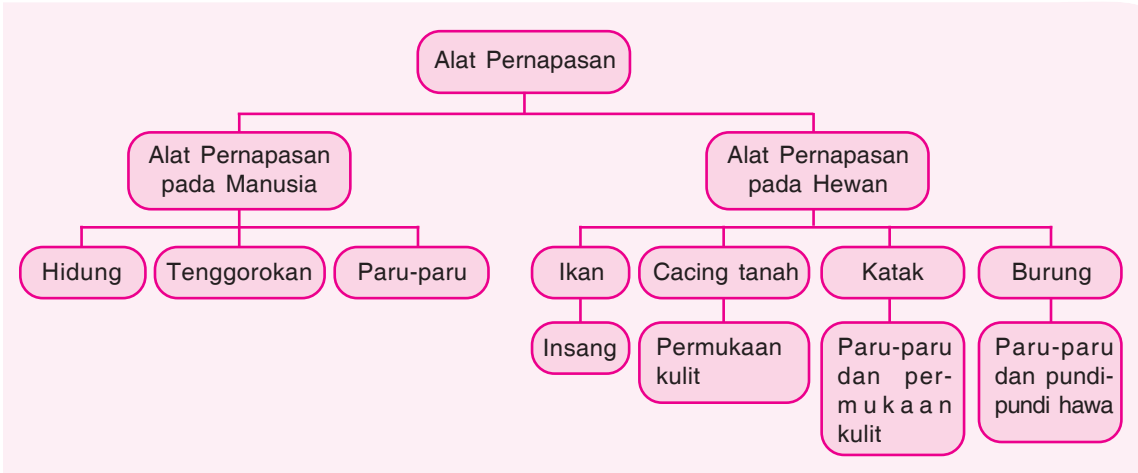 Alat Pernapasan
Alat Pernapasan
pada Manusia
Alat Pernapasan
pada Hewan
Hidung
Tenggorokan
Paru-paru
Ikan
Cacing tanah
Katak
Burung
Insang
Permukaan
kulit
Paru-paru
dan per-
mukaan
kulit
Paru-paru
dan pundi-
pundi hawa